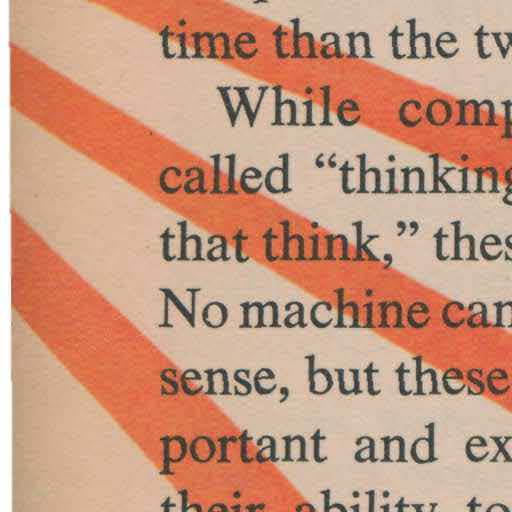 time than the tw
While comp
called “thinking
that think,” thes
No machine can
sense, but these
portant and ex
their ability to